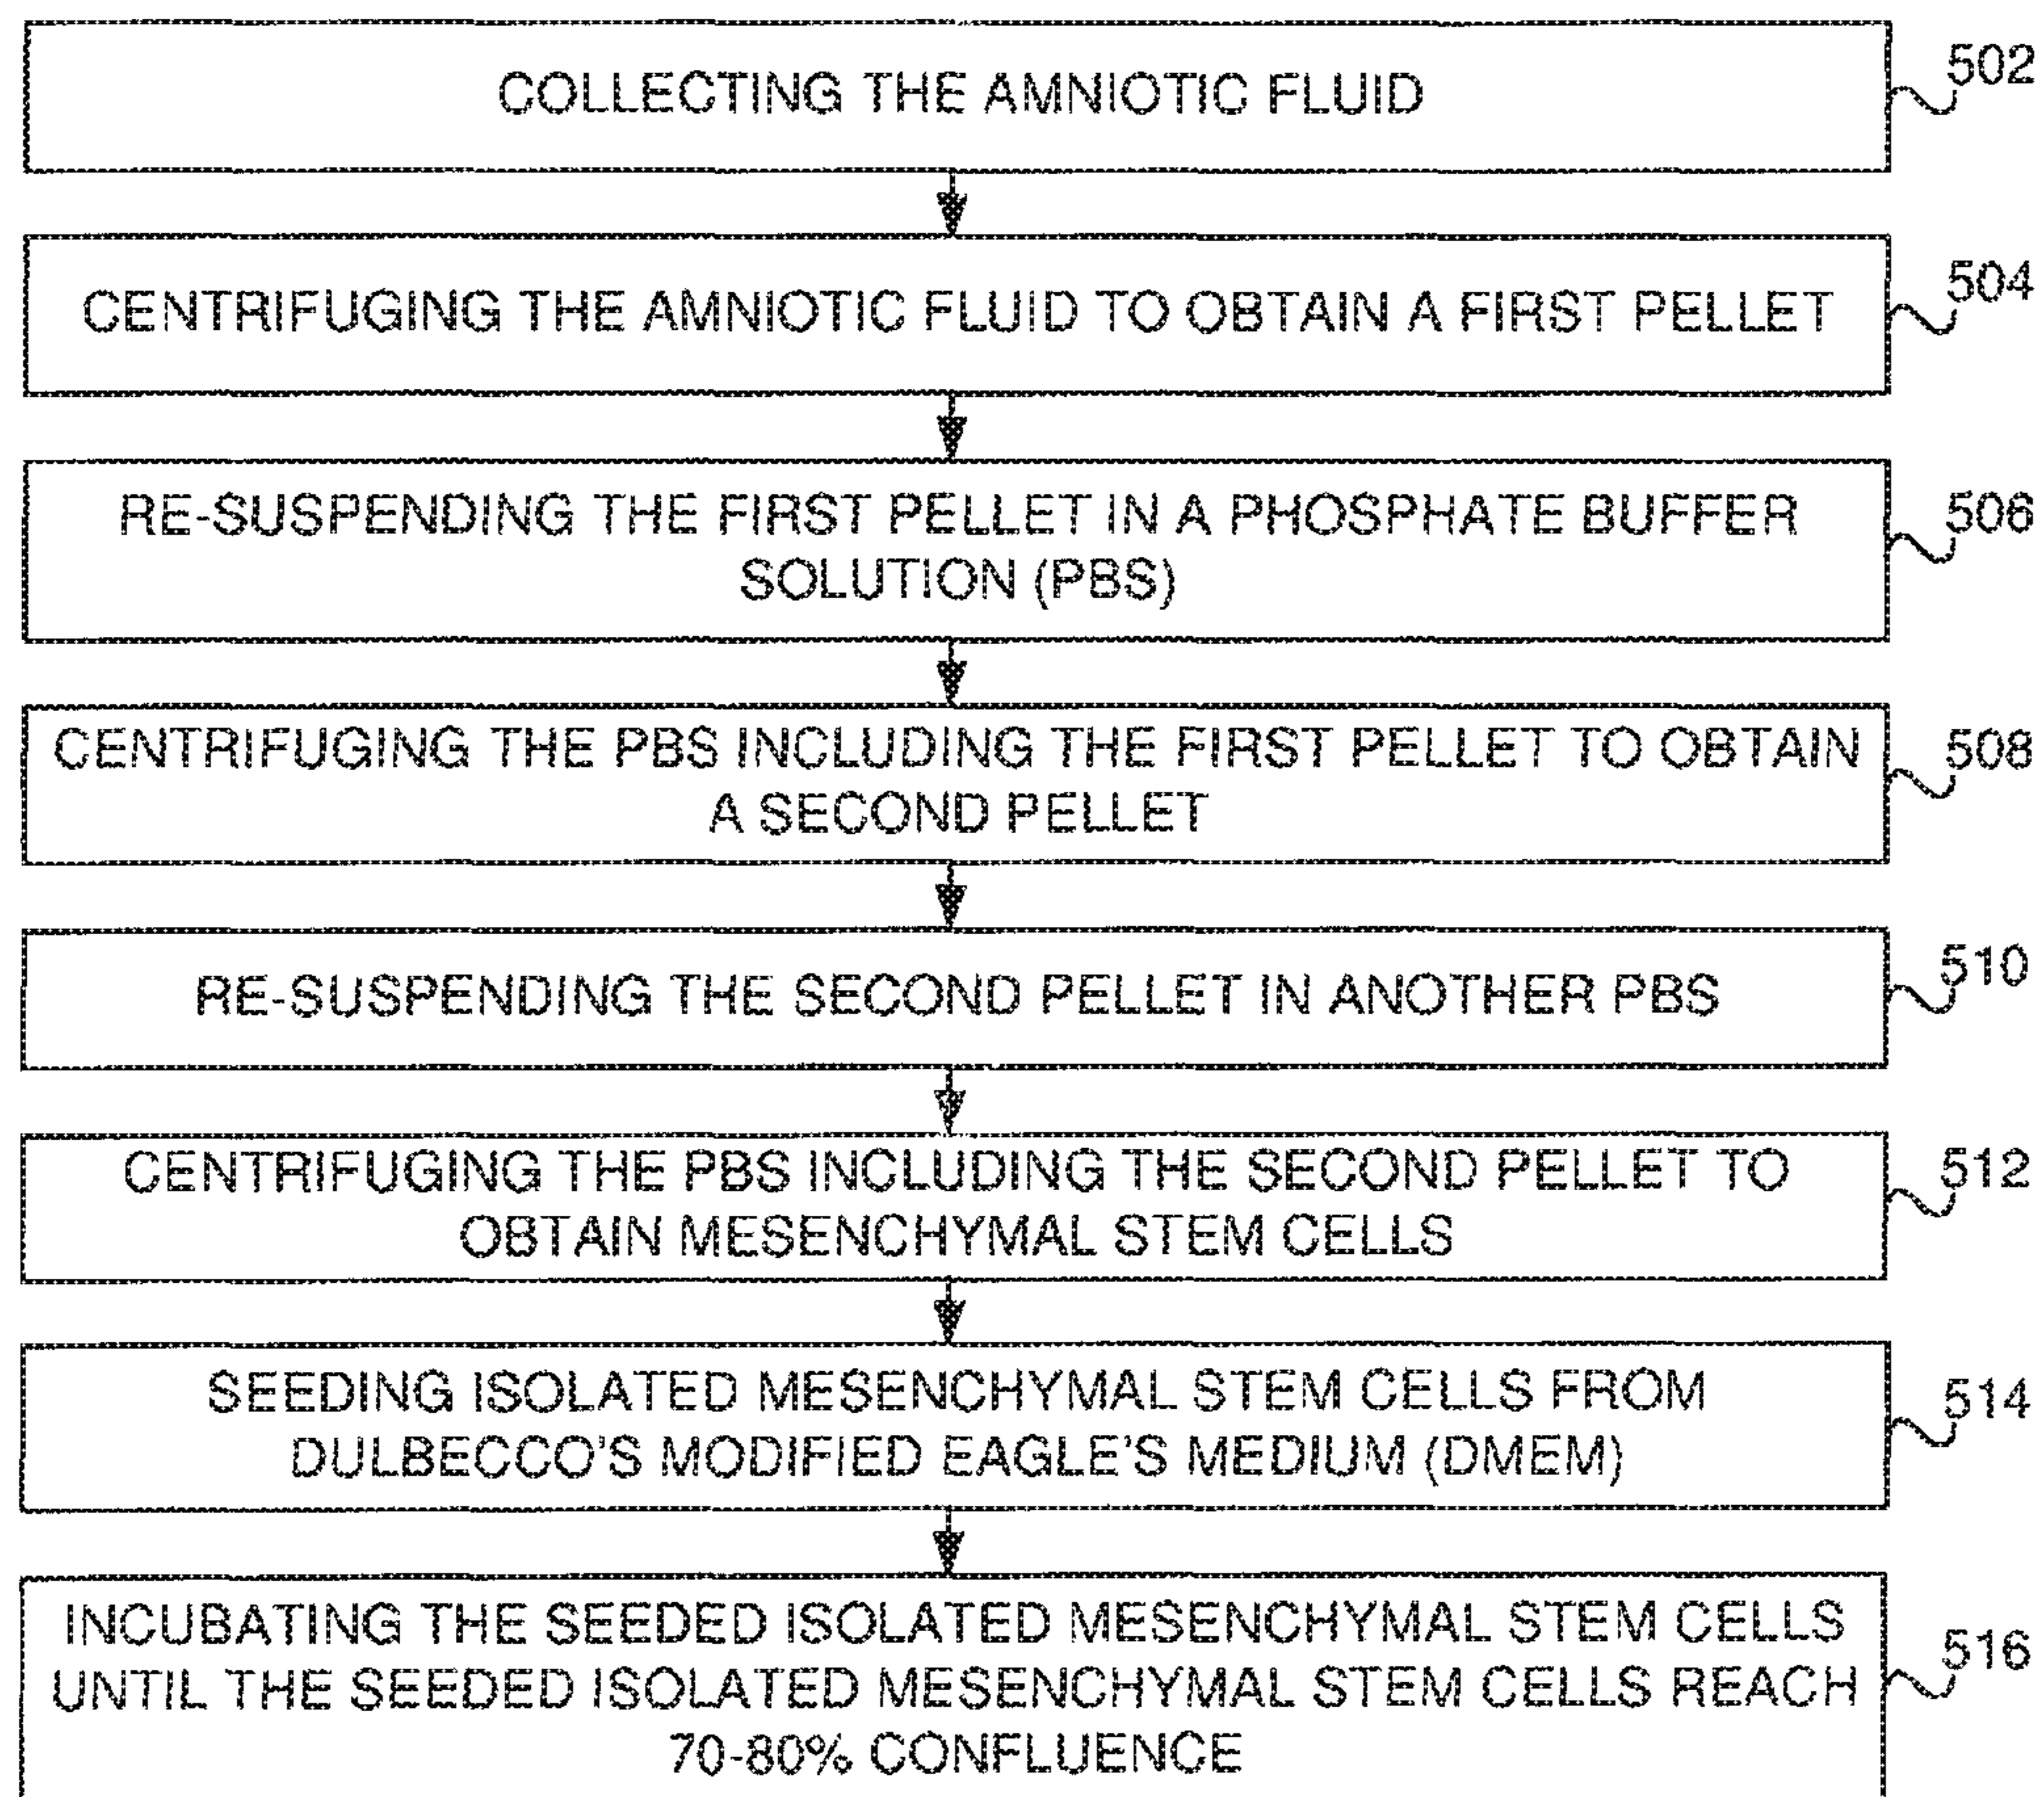 COLLECTING THE AMNIOTIC FLUID
502
CENTRIFUGING THE AMNIOTIC FLUID TO OBTAIN A FIRST PELLET
504
RE-SUSPENDING THE FIRST PELLET IN A PHOSPHATE BUFFER
SOLUTION (PBS)
506
CENTRIFUGING THE PBS INCLUDING THE FIRST PELLET TO OBTAIN
A SECOND PELLET
508
RE-SUSPENDING THE SECOND PELLET IN ANOTHER PBS
510
CENTRIFUGING THE PBS INCLUDING THE SECOND PELLET TO
OBTAIN MESENCHYMAL STEM CELLS
512
SEEDING ISOLATED MESENCHYMAL STEM CELLS FROM
DULBECCO'S MODIFIED EAGLE'S MEDIUM (DMEM)
514
INCUBATING THE SEEDED ISOLATED MESENCHYMAL STEM CELLS
UNTIL THE SEEDED ISOLATED MESENCHYMAL STEM CELLS REACH
70-80% CONFLUENCE
516